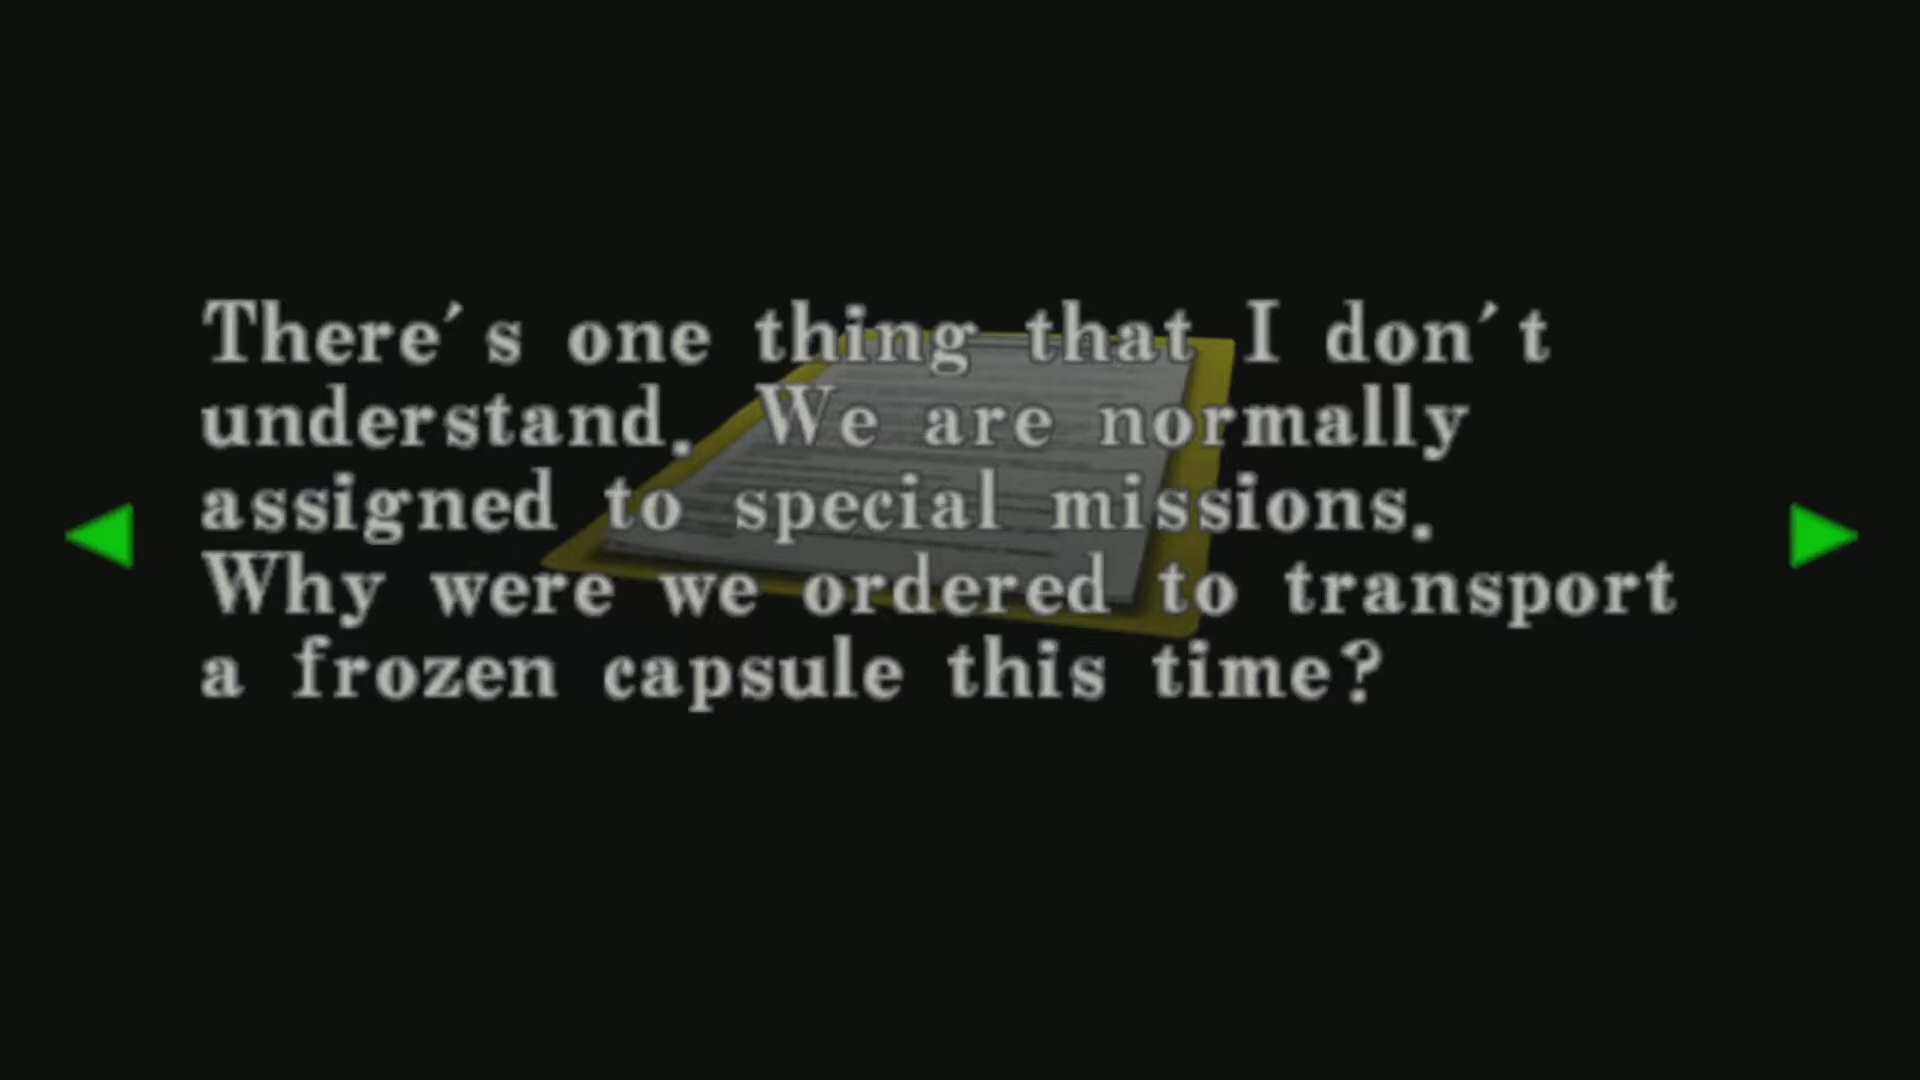 There's one thing that I don't
understand. We are normally
assigned to special missions.
Why were we ordered to transport
a frozen capsule this time?